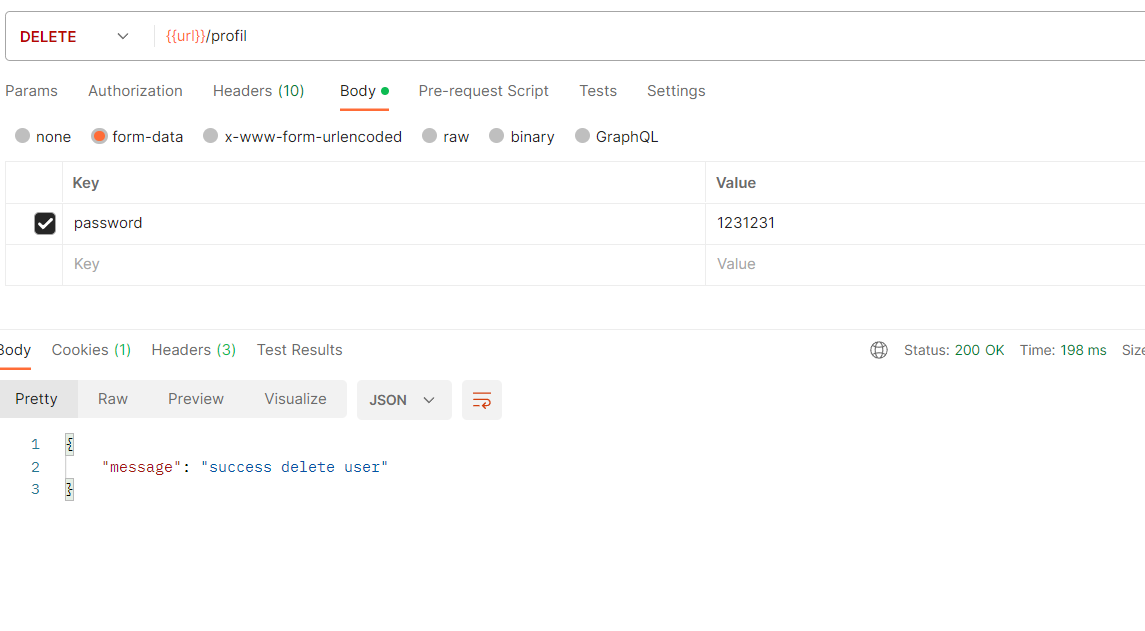 DELETE {{url}}/profil
Params Authorization Headers (10) Body Pre-request Script Tests Settings
none form-data x-www-form-urlencoded raw binary GraphQL
Key Value
password 1231231
Key Value
Body Cookies (1) Headers (3) Test Results Status: 200 OK Time: 198 ms
Pretty Raw Preview Visualize JSON
1 {
2 "message": "success delete user"
3 }